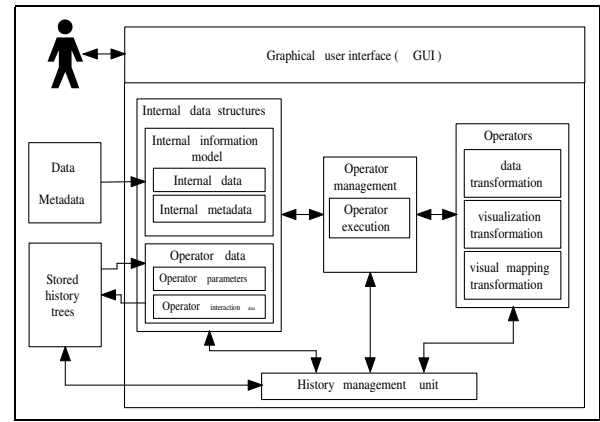 Graphical user interface ( GUI )
Internal data structures
Internal information
model
Internal data
Internal metadata
Operator data
Operator parameters
Operator interaction data
Data
Metadata
Stored
history
trees
Operator
management
Operator
execution
Operators
data
transformation
visualization
transformation
visual mapping
transformation
History management unit